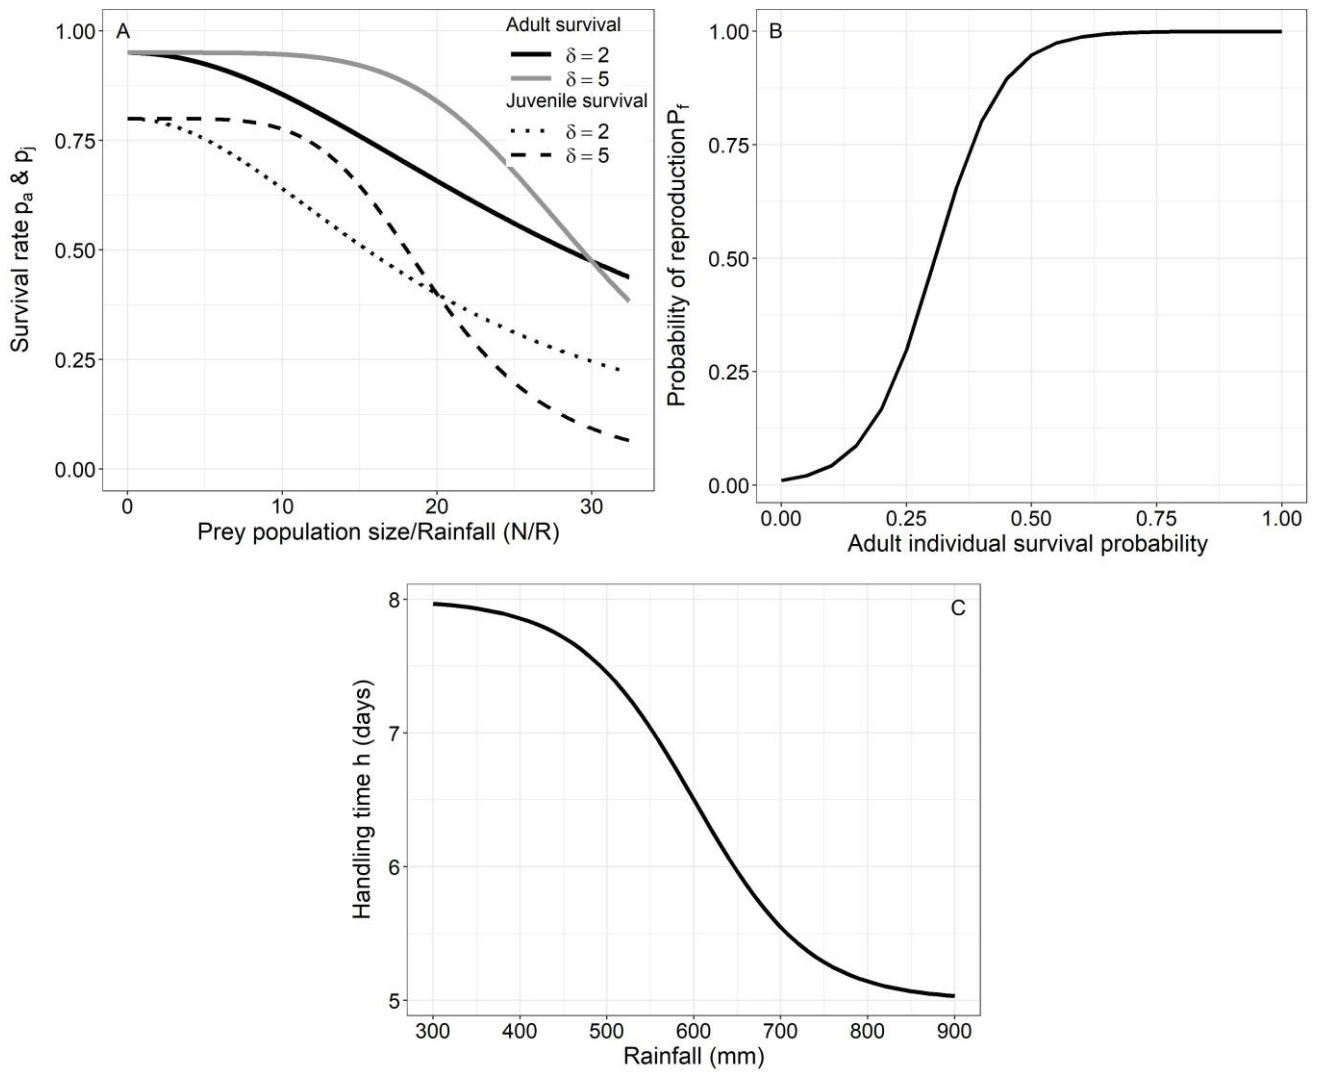 A
Adult survival
δ = 2
δ = 5
Juvenile survival
δ = 2
δ = 5
1.00
0.75
0.50
0.25
0.00
Survival rate pₐ & pⱼ
0
10
20
30
Prey population size/Rainfall (N/R)
B
1.00
0.75
0.50
0.25
0.00
Probability of reproduction P_f
0.00
0.25
0.50
0.75
1.00
Adult individual survival probability
C
8
7
6
5
Handling time h (days)
300
400
500
600
700
800
900
Rainfall (mm)